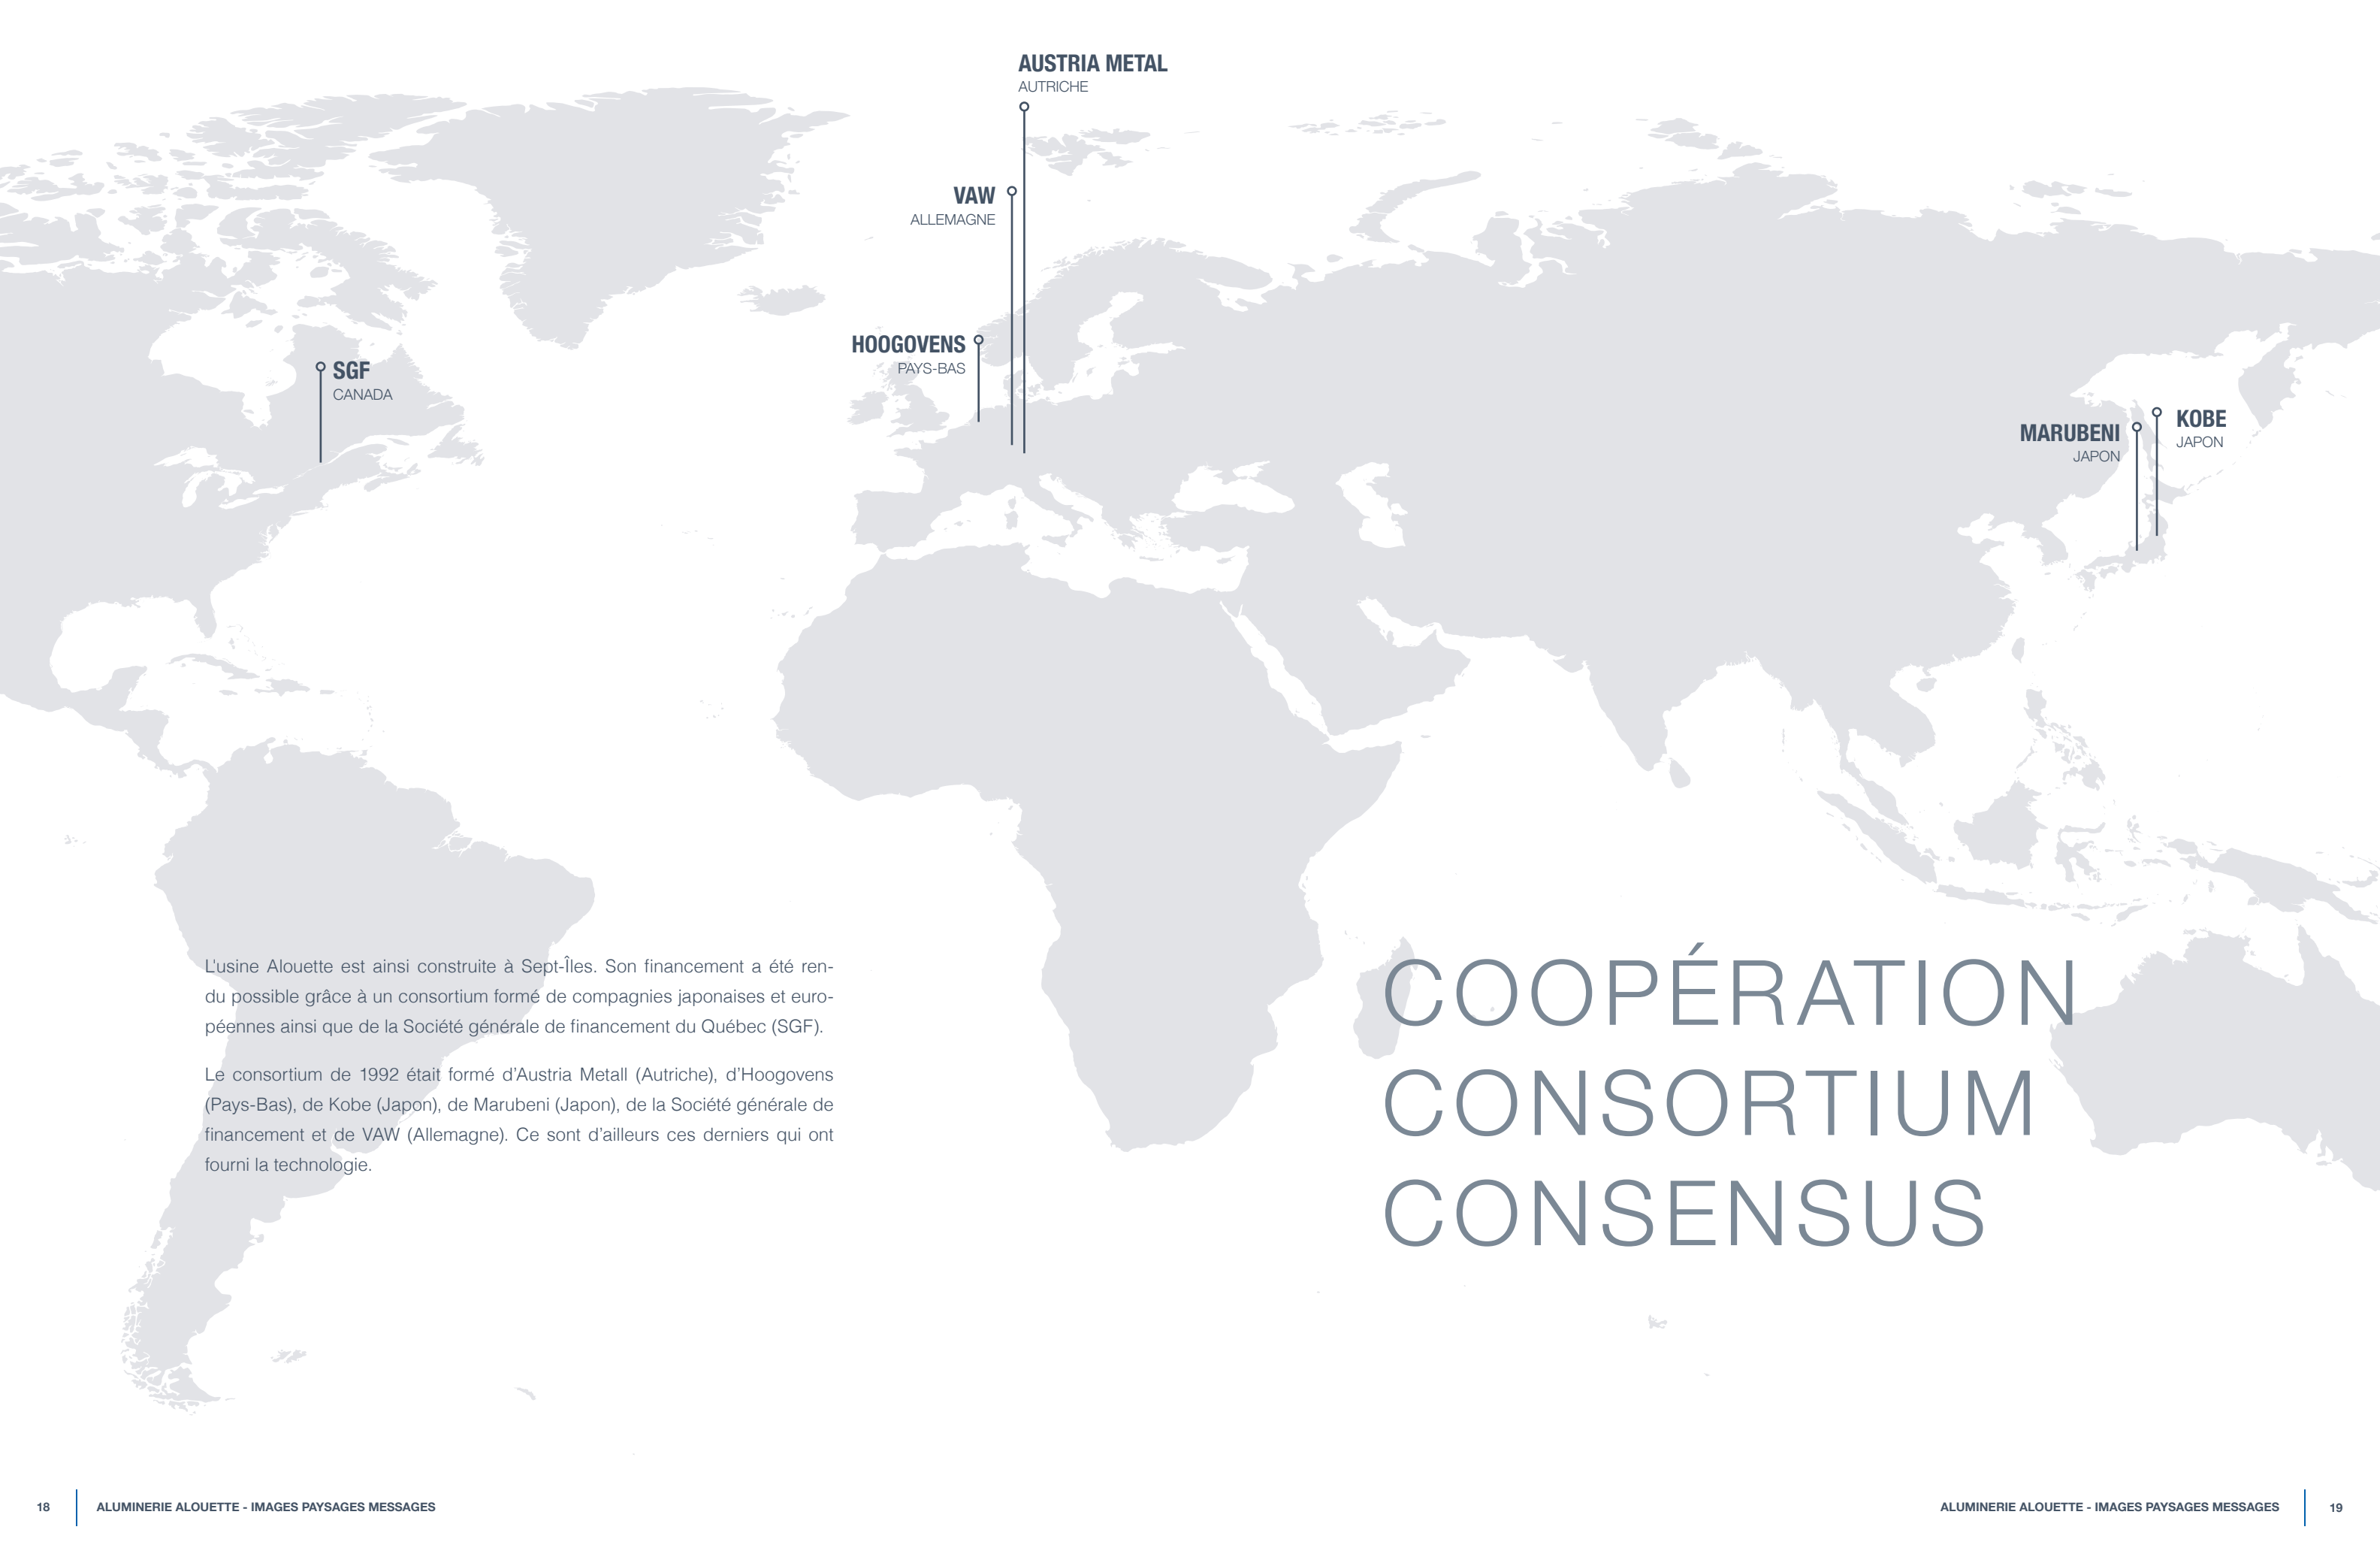 AUSTRIA METAL
AUTRICHE
VAW
ALLEMAGNE
HOOGOVENS
PAYS-BAS
SGF
CANADA
MARUBENI
JAPON
KOBE
JAPON
L'usine Alouette est ainsi construite à Sept-Îles. Son financement a été ren-
du possible grâce à un consortium formé de compagnies japonaises et euro-
péennes ainsi que de la Société générale de financement du Québec (SGF).
Le consortium de 1992 était formé d’Austria Metall (Autriche), d’Hoogovens
(Pays-Bas), de Kobe (Japon), de Marubeni (Japon), de la Société générale de
financement et de VAW (Allemagne). Ce sont d’ailleurs ces derniers qui ont
fourni la technologie.
COOPÉRATION
CONSORTIUM
CONSENSUS
18 ALUMINERIE ALOUETTE - IMAGES PAYSAGES MESSAGES
ALUMINERIE ALOUETTE - IMAGES PAYSAGES MESSAGES 19